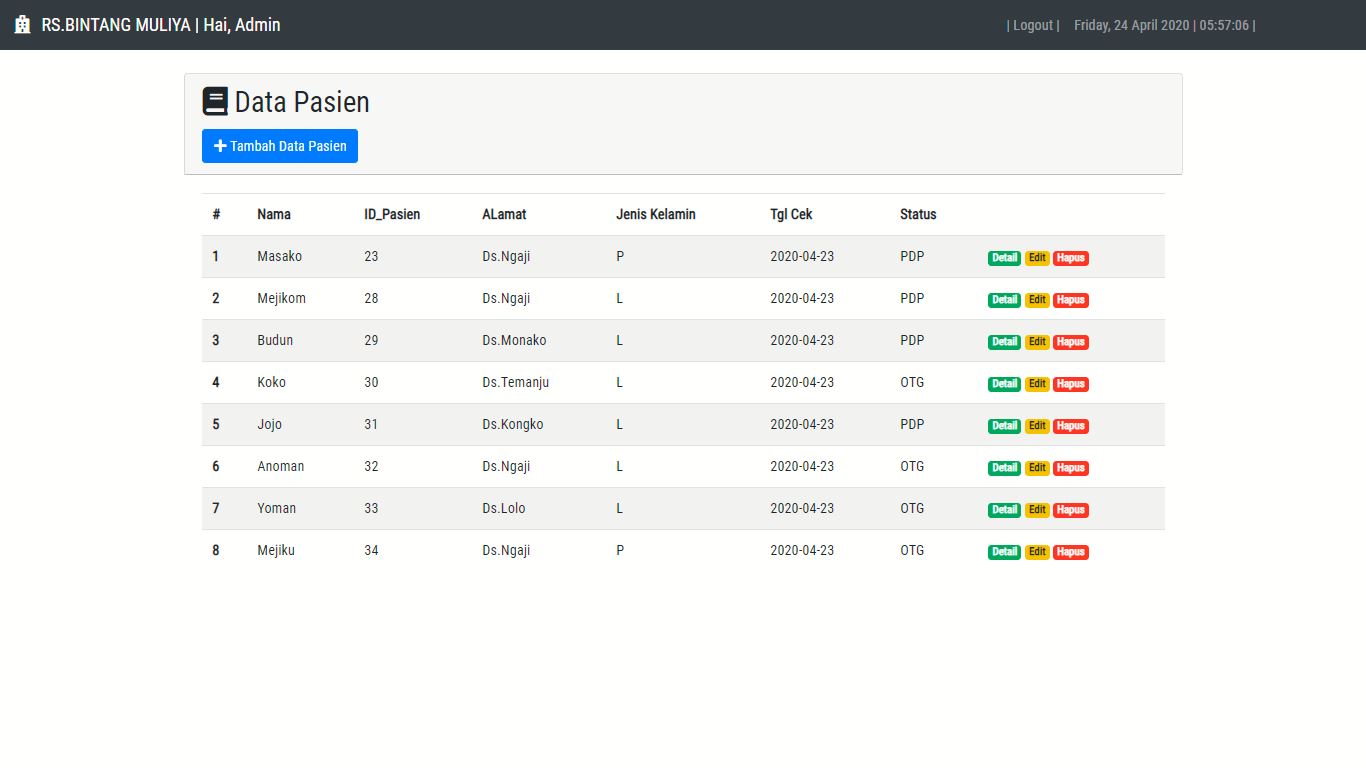 RS.BINTANG MULIYA | Hai, Admin | Logout | Friday, 24 April 2020 | 05:57:06 |
Data Pasien
Tambah Data Pasien
# Nama ID_Pasien ALamat Jenis Kelamin Tgl Cek Status
1 Masako 23 Ds.Ngaji P 2020-04-23 PDP Detail Edit Hapus
2 Mejikom 28 Ds.Ngaji L 2020-04-23 PDP Detail Edit Hapus
3 Budun 29 Ds.Monako L 2020-04-23 PDP Detail Edit Hapus
4 Koko 30 Ds.Temanju L 2020-04-23 OTG Detail Edit Hapus
5 Jojo 31 Ds.Kongko L 2020-04-23 PDP Detail Edit Hapus
6 Anoman 32 Ds.Ngaji L 2020-04-23 OTG Detail Edit Hapus
7 Yoman 33 Ds.Lolo L 2020-04-23 OTG Detail Edit Hapus
8 Mejiku 34 Ds.Ngaji P 2020-04-23 OTG Detail Edit Hapus